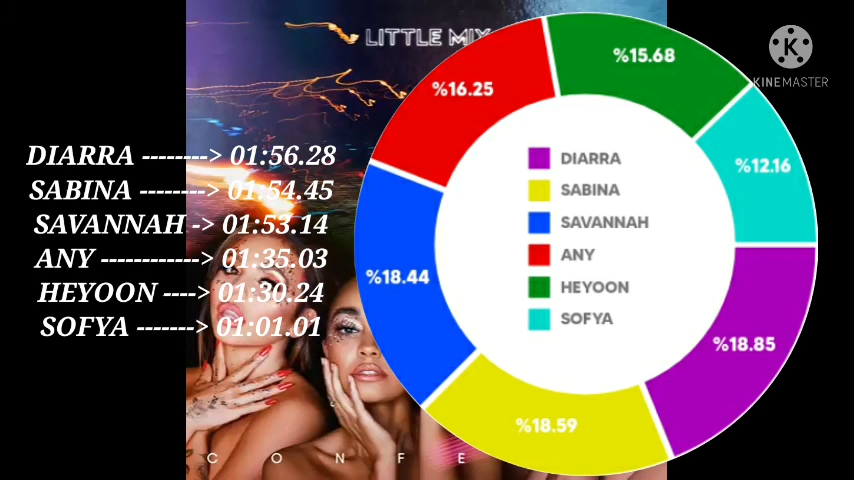 LITTLE MIX
KINEMASTER
%15.68
%16.25
%12.16
%18.44
%18.85
%18.59
DIARRA --------> 01:56.28
SABINA --------> 01:54.45
SAVANNAH -> 01:53.14
ANY ------------> 01:35.03
HEYOON ----> 01:30.24
SOFYA -------> 01:01.01
DIARRA
SABINA
SAVANNAH
ANY
HEYOON
SOFYA
C O N F E